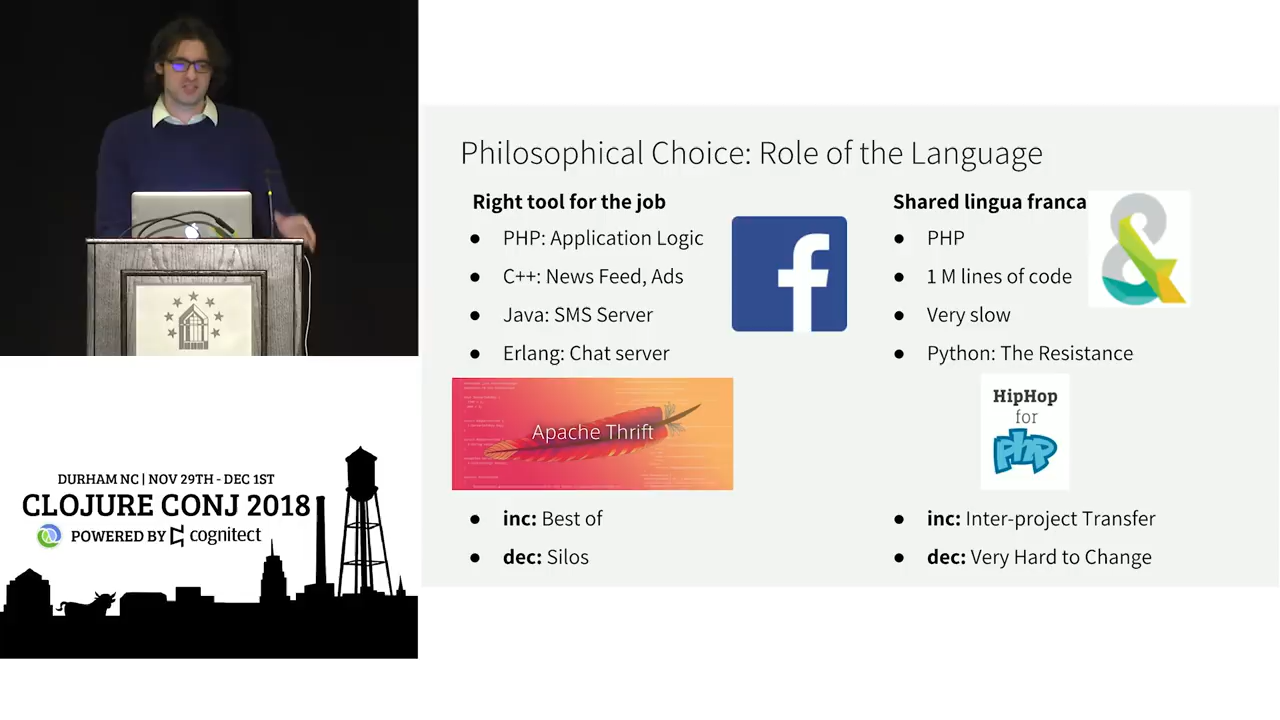 Philosophical Choice: Role of the Language
Right tool for the job
● PHP: Application Logic
● C++: News Feed, Ads
● Java: SMS Server
● Erlang: Chat server
f
Apache Thrift
● inc: Best of
● dec: Silos
Shared lingua franca
&
● PHP
● 1 M lines of code
● Very slow
● Python: The Resistance
HipHop
for
php
● inc: Inter-project Transfer
● dec: Very Hard to Change
DURHAM NC | NOV 29TH - DEC 1ST
CLOJURE CONJ 2018
POWERED BY cognitect